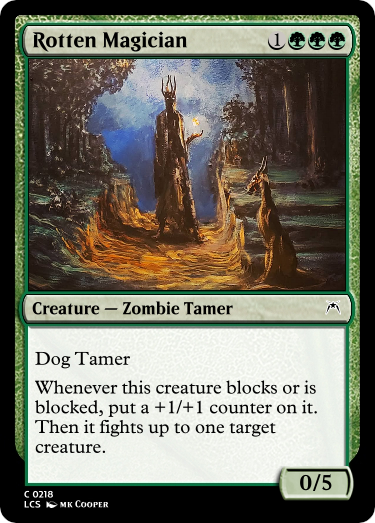 Rotten Magician 1
Creature — Zombie Tamer
Dog Tamer
Whenever this creature blocks or is
blocked, put a +1/+1 counter on it.
Then it fights up to one target
creature.
0/5
C 0218
LCS MK Cooper